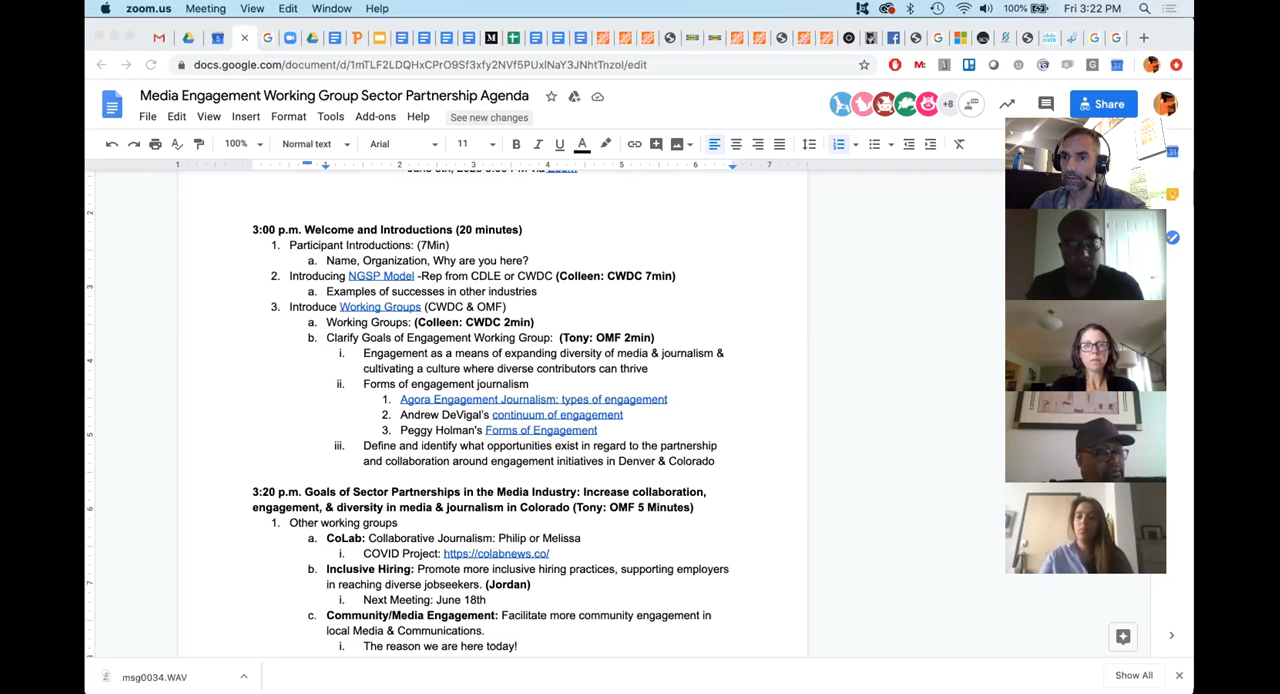 zoom.us Meeting View Edit Window Help 100% Fri 3:22 PM
docs.google.com/document/d/1mTLF2LDQHxCPrO9Sf3xfy2NVf5PUxlNaY3JNhtTnzoI/edit
Media Engagement Working Group Sector Partnership Agenda
+8
Share
File Edit View Insert Format Tools Add-ons Help See new changes
100% Normal text Arial 11 B I U A
1 1 2 3 4 5 6 7
3:00 p.m. Welcome and Introductions (20 minutes)
1. Participant Introductions: (7Min)
a. Name, Organization, Why are you here?
2. Introducing NGSP Model -Rep from CDLE or CWDC (Colleen: CWDC 7min)
a. Examples of successes in other industries
3. Introduce Working Groups (CWDC & OMF)
a. Working Groups: (Colleen: CWDC 2min)
b. Clarify Goals of Engagement Working Group: (Tony: OMF 2min)
i. Engagement as a means of expanding diversity of media & journalism &
cultivating a culture where diverse contributors can thrive
ii. Forms of engagement journalism
1. Agora Engagement Journalism: types of engagement
2. Andrew DeVigal's continuum of engagement
3. Peggy Holman's Forms of Engagement
iii. Define and identify what opportunities exist in regard to the partnership
and collaboration around engagement initiatives in Denver & Colorado
3:20 p.m. Goals of Sector Partnerships in the Media Industry: Increase collaboration,
engagement, & diversity in media & journalism in Colorado (Tony: OMF 5 Minutes)
1. Other working groups
a. CoLab: Collaborative Journalism: Philip or Melissa
i. COVID Project: https://colabnews.co/
b. Inclusive Hiring: Promote more inclusive hiring practices, supporting employers
in reaching diverse jobseekers. (Jordan)
i. Next Meeting: June 18th
c. Community/Media Engagement: Facilitate more community engagement in
local Media & Communications.
i. The reason we are here today!
msg0034.WAV
Show All